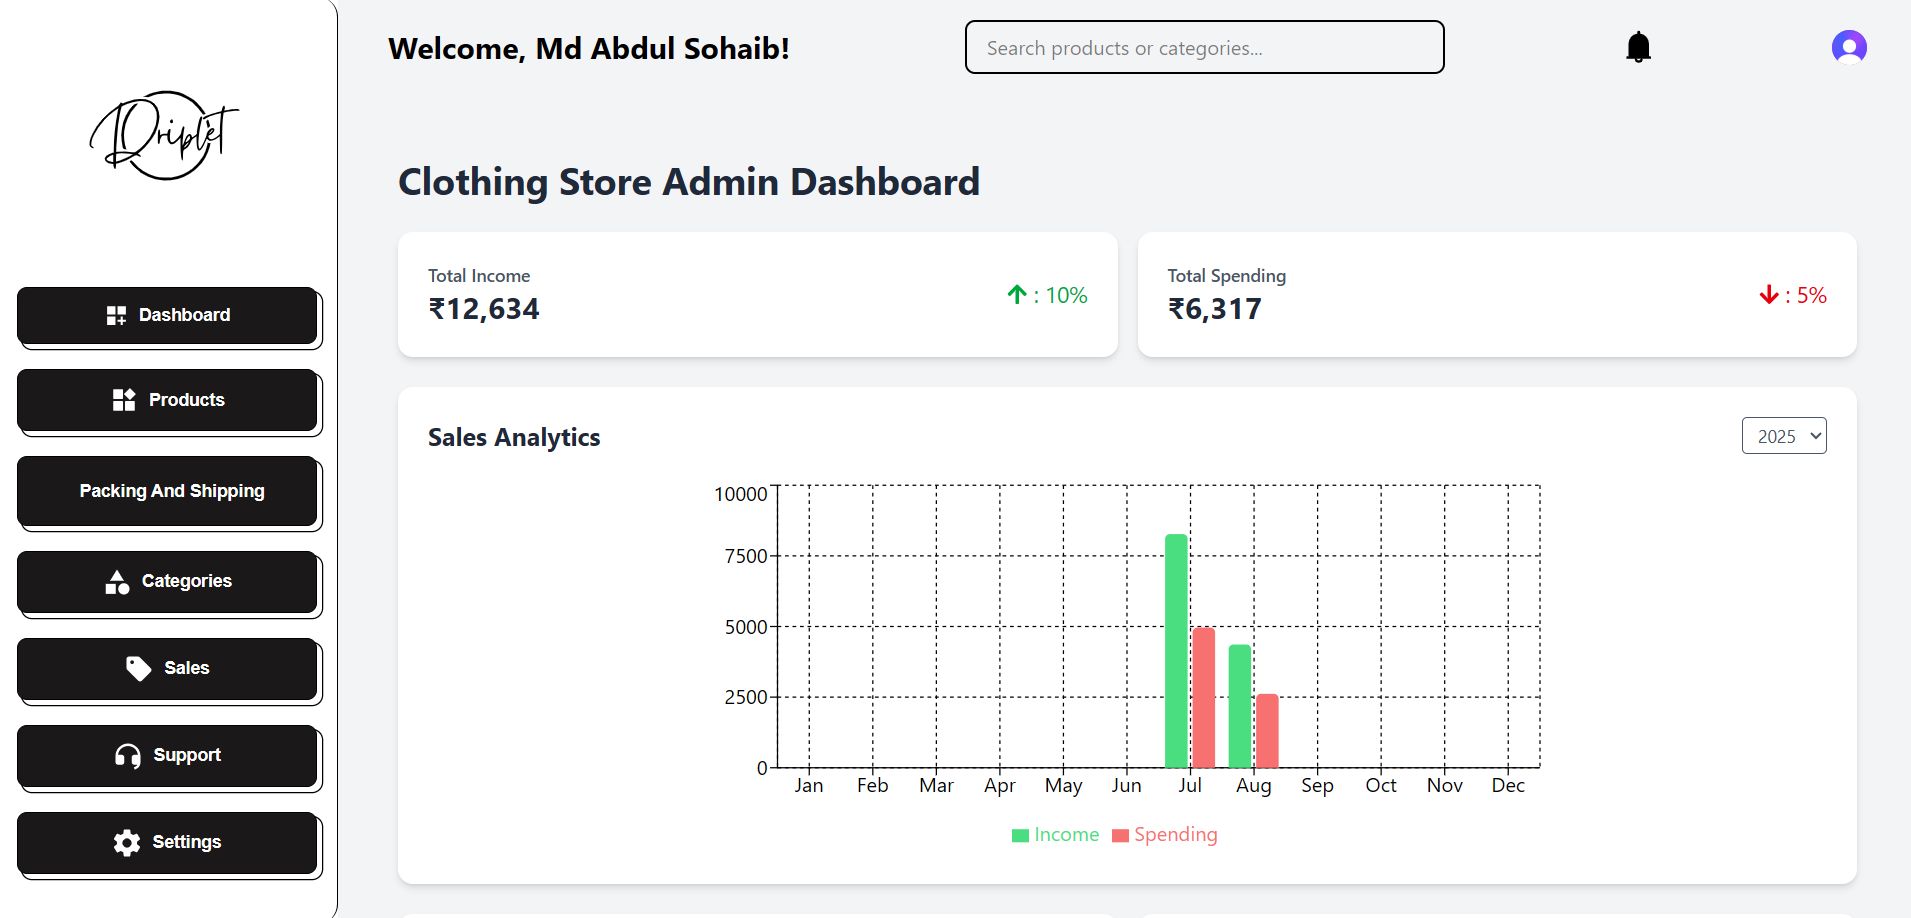 Driplet
Dashboard
Products
Packing And Shipping
Categories
Sales
Support
Settings
Welcome, Md Abdul Sohaib!
Search products or categories...
Clothing Store Admin Dashboard
Total Income
₹12,634
: 10%
Total Spending
₹6,317
: 5%
Sales Analytics
2025
10000
7500
5000
2500
0
Jan Feb Mar Apr May Jun Jul Aug Sep Oct Nov Dec
Income Spending